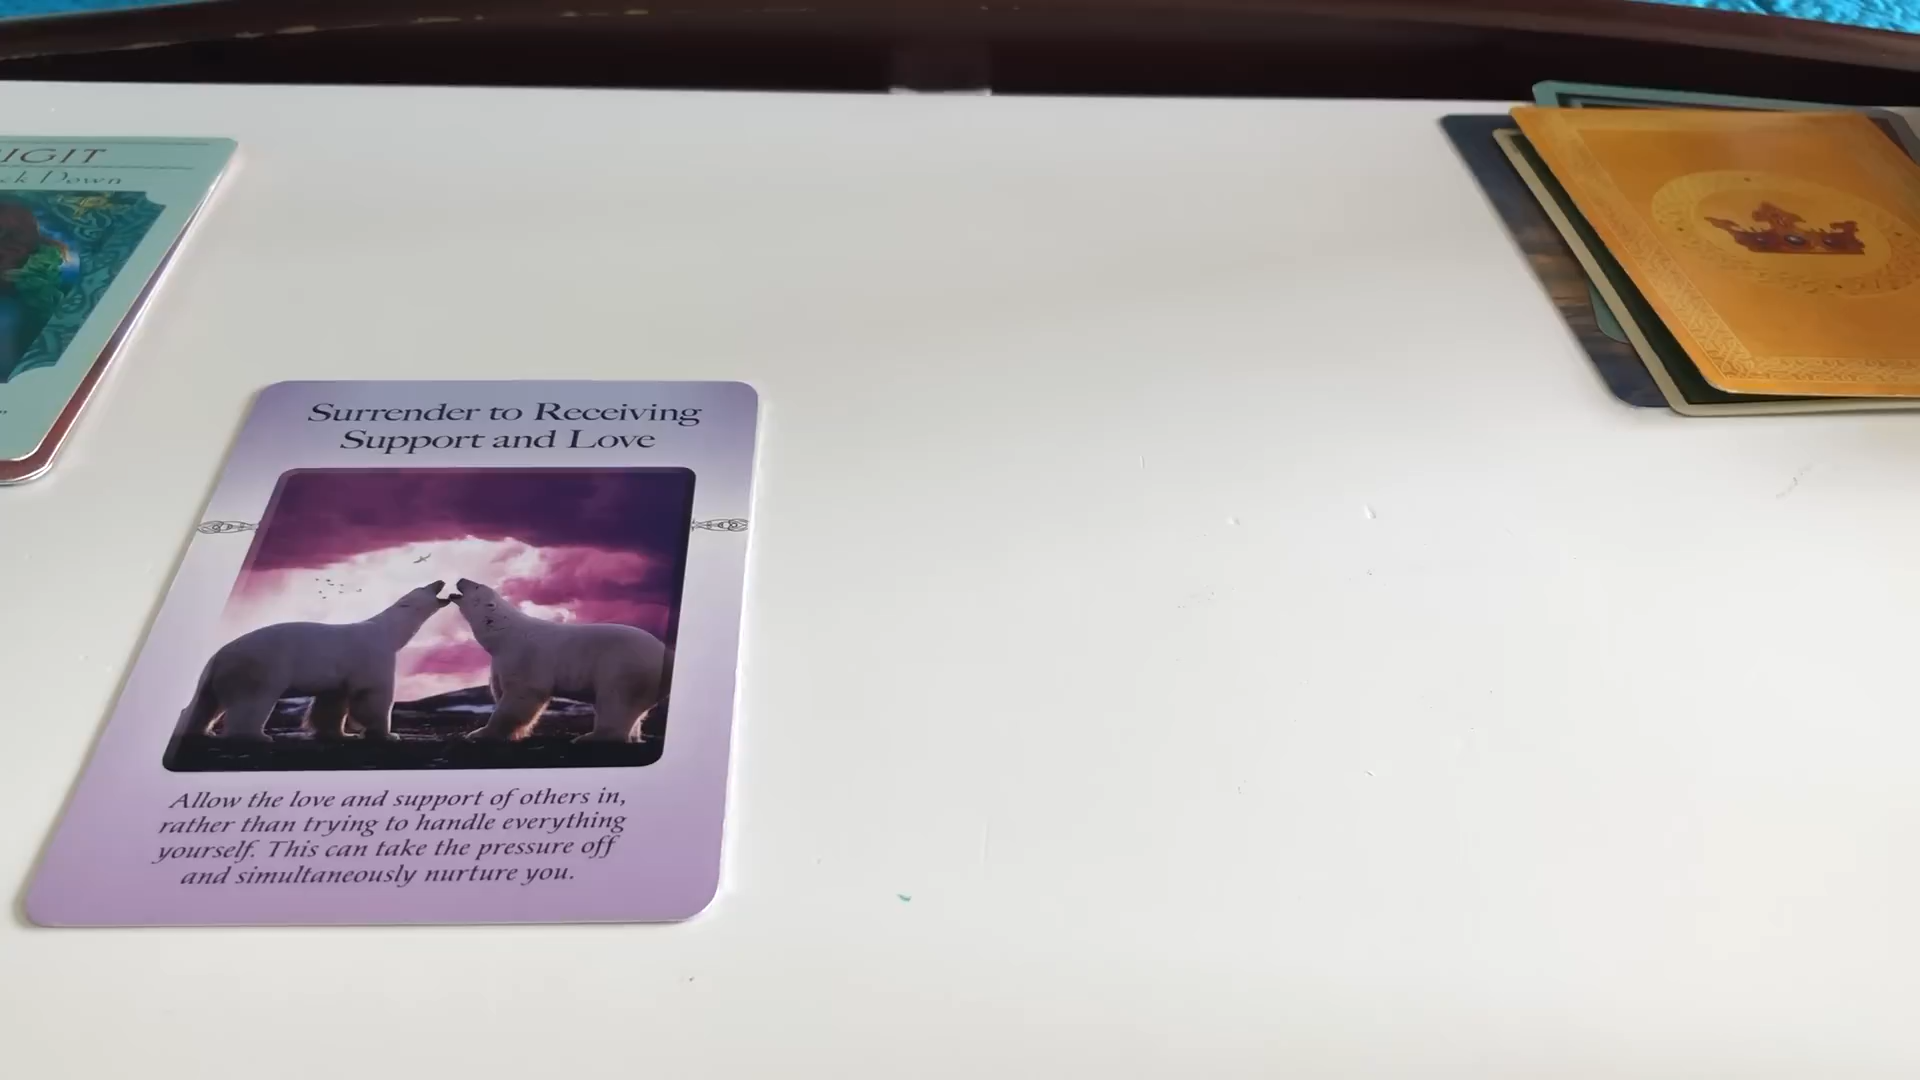 Surrender to Receiving
Support and Love
Allow the love and support of others in,
rather than trying to handle everything
yourself. This can take the pressure off
and simultaneously nurture you.
Down